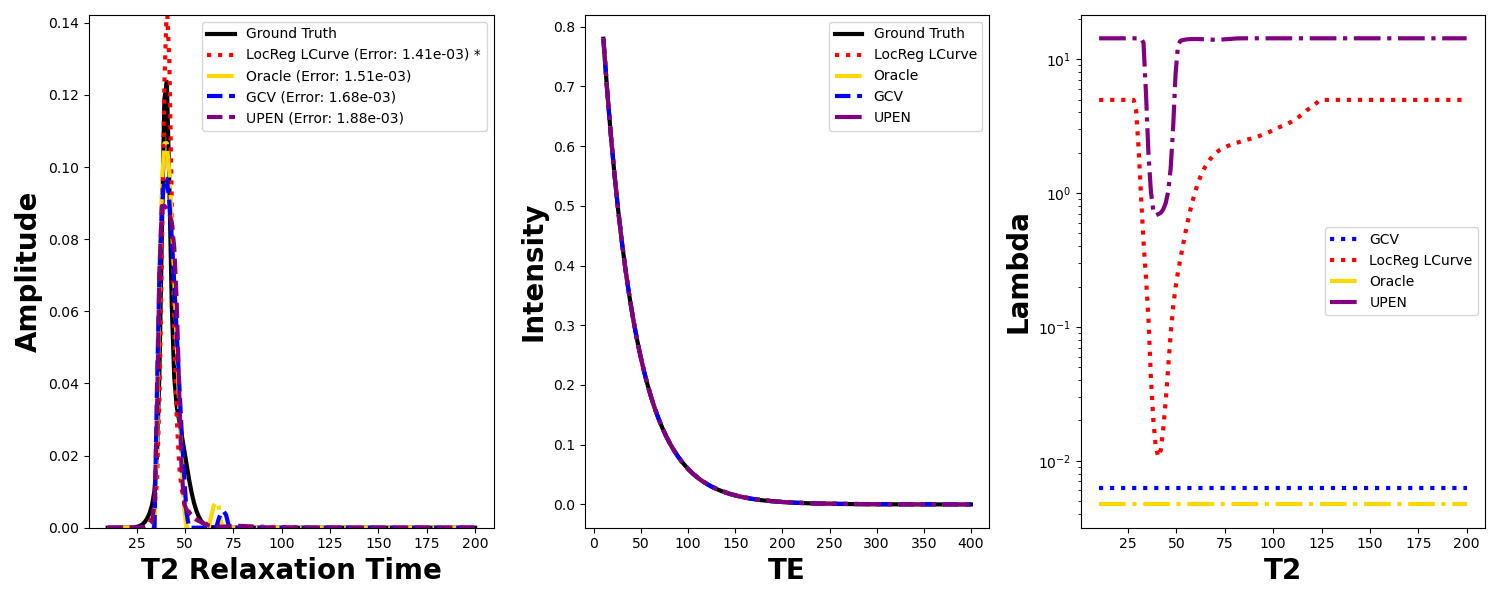 Amplitude
0.14
0.12
0.10
0.08
0.06
0.04
0.02
0.00
25 50 75 100 125 150 175 200
T2 Relaxation Time
Ground Truth
LocReg LCurve (Error: 1.41e-03) *
Oracle (Error: 1.51e-03)
GCV (Error: 1.68e-03)
UPEN (Error: 1.88e-03)
Intensity
0.8
0.7
0.6
0.5
0.4
0.3
0.2
0.1
0.0
0 50 100 150 200 250 300 350 400
TE
Ground Truth
LocReg LCurve
Oracle
GCV
UPEN
Lambda
10¹
10⁰
10⁻¹
10⁻²
25 50 75 100 125 150 175 200
T2
GCV
LocReg LCurve
Oracle
UPEN